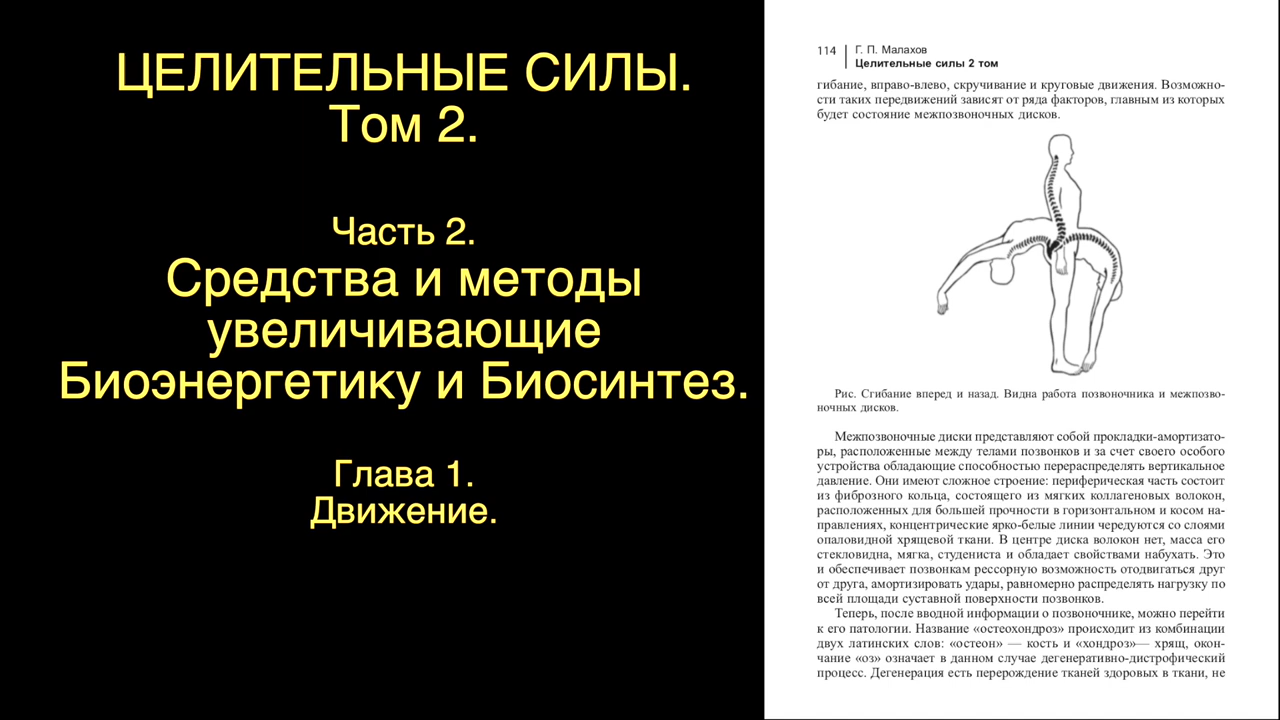 ЦЕЛИТЕЛЬНЫЕ СИЛЫ.
Том 2.
Часть 2.
Средства и методы
увеличивающие
Биоэнергетику и Биосинтез.
Глава 1.
Движение.
114
Г. П. Малахов
Целительные силы 2 том
гибание, вправо-влево, скручивание и круговые движения. Возможно-
сти таких передвижений зависят от ряда факторов, главным из которых
будет состояние межпозвоночных дисков.
Рис. Сгибание вперед и назад. Видна работа позвоночника и межпозво-
ночных дисков.
Межпозвоночные диски представляют собой прокладки-амортизато-
ры, расположенные между телами позвонков и за счет своего особого
устройства обладающие способностью перераспределять вертикальное
давление. Они имеют сложное строение: периферическая часть состоит
из фиброзного кольца, состоящего из мягких коллагеновых волокон,
расположенных для большей прочности в горизонтальном и косом на-
правлениях, концентрические ярко-белые линии чередуются со слоями
опаловидной хрящевой ткани. В центре диска волокон нет, масса его
стекловидна, мягка, студениста и обладает свойствами набухать. Это
и обеспечивает позвонкам рессорную возможность отодвигаться друг
от друга, амортизировать удары, равномерно распределять нагрузку по
всей площади суставной поверхности позвонков.
Теперь, после вводной информации о позвоночнике, можно перейти
к его патологии. Название «остеохондроз» происходит из комбинации
двух латинских слов: «остеон» — кость и «хондроз»— хрящ, окон-
чание «оз» означает в данном случае дегенеративно-дистрофический
процесс. Дегенерация есть перерождение тканей здоровых в ткани, не